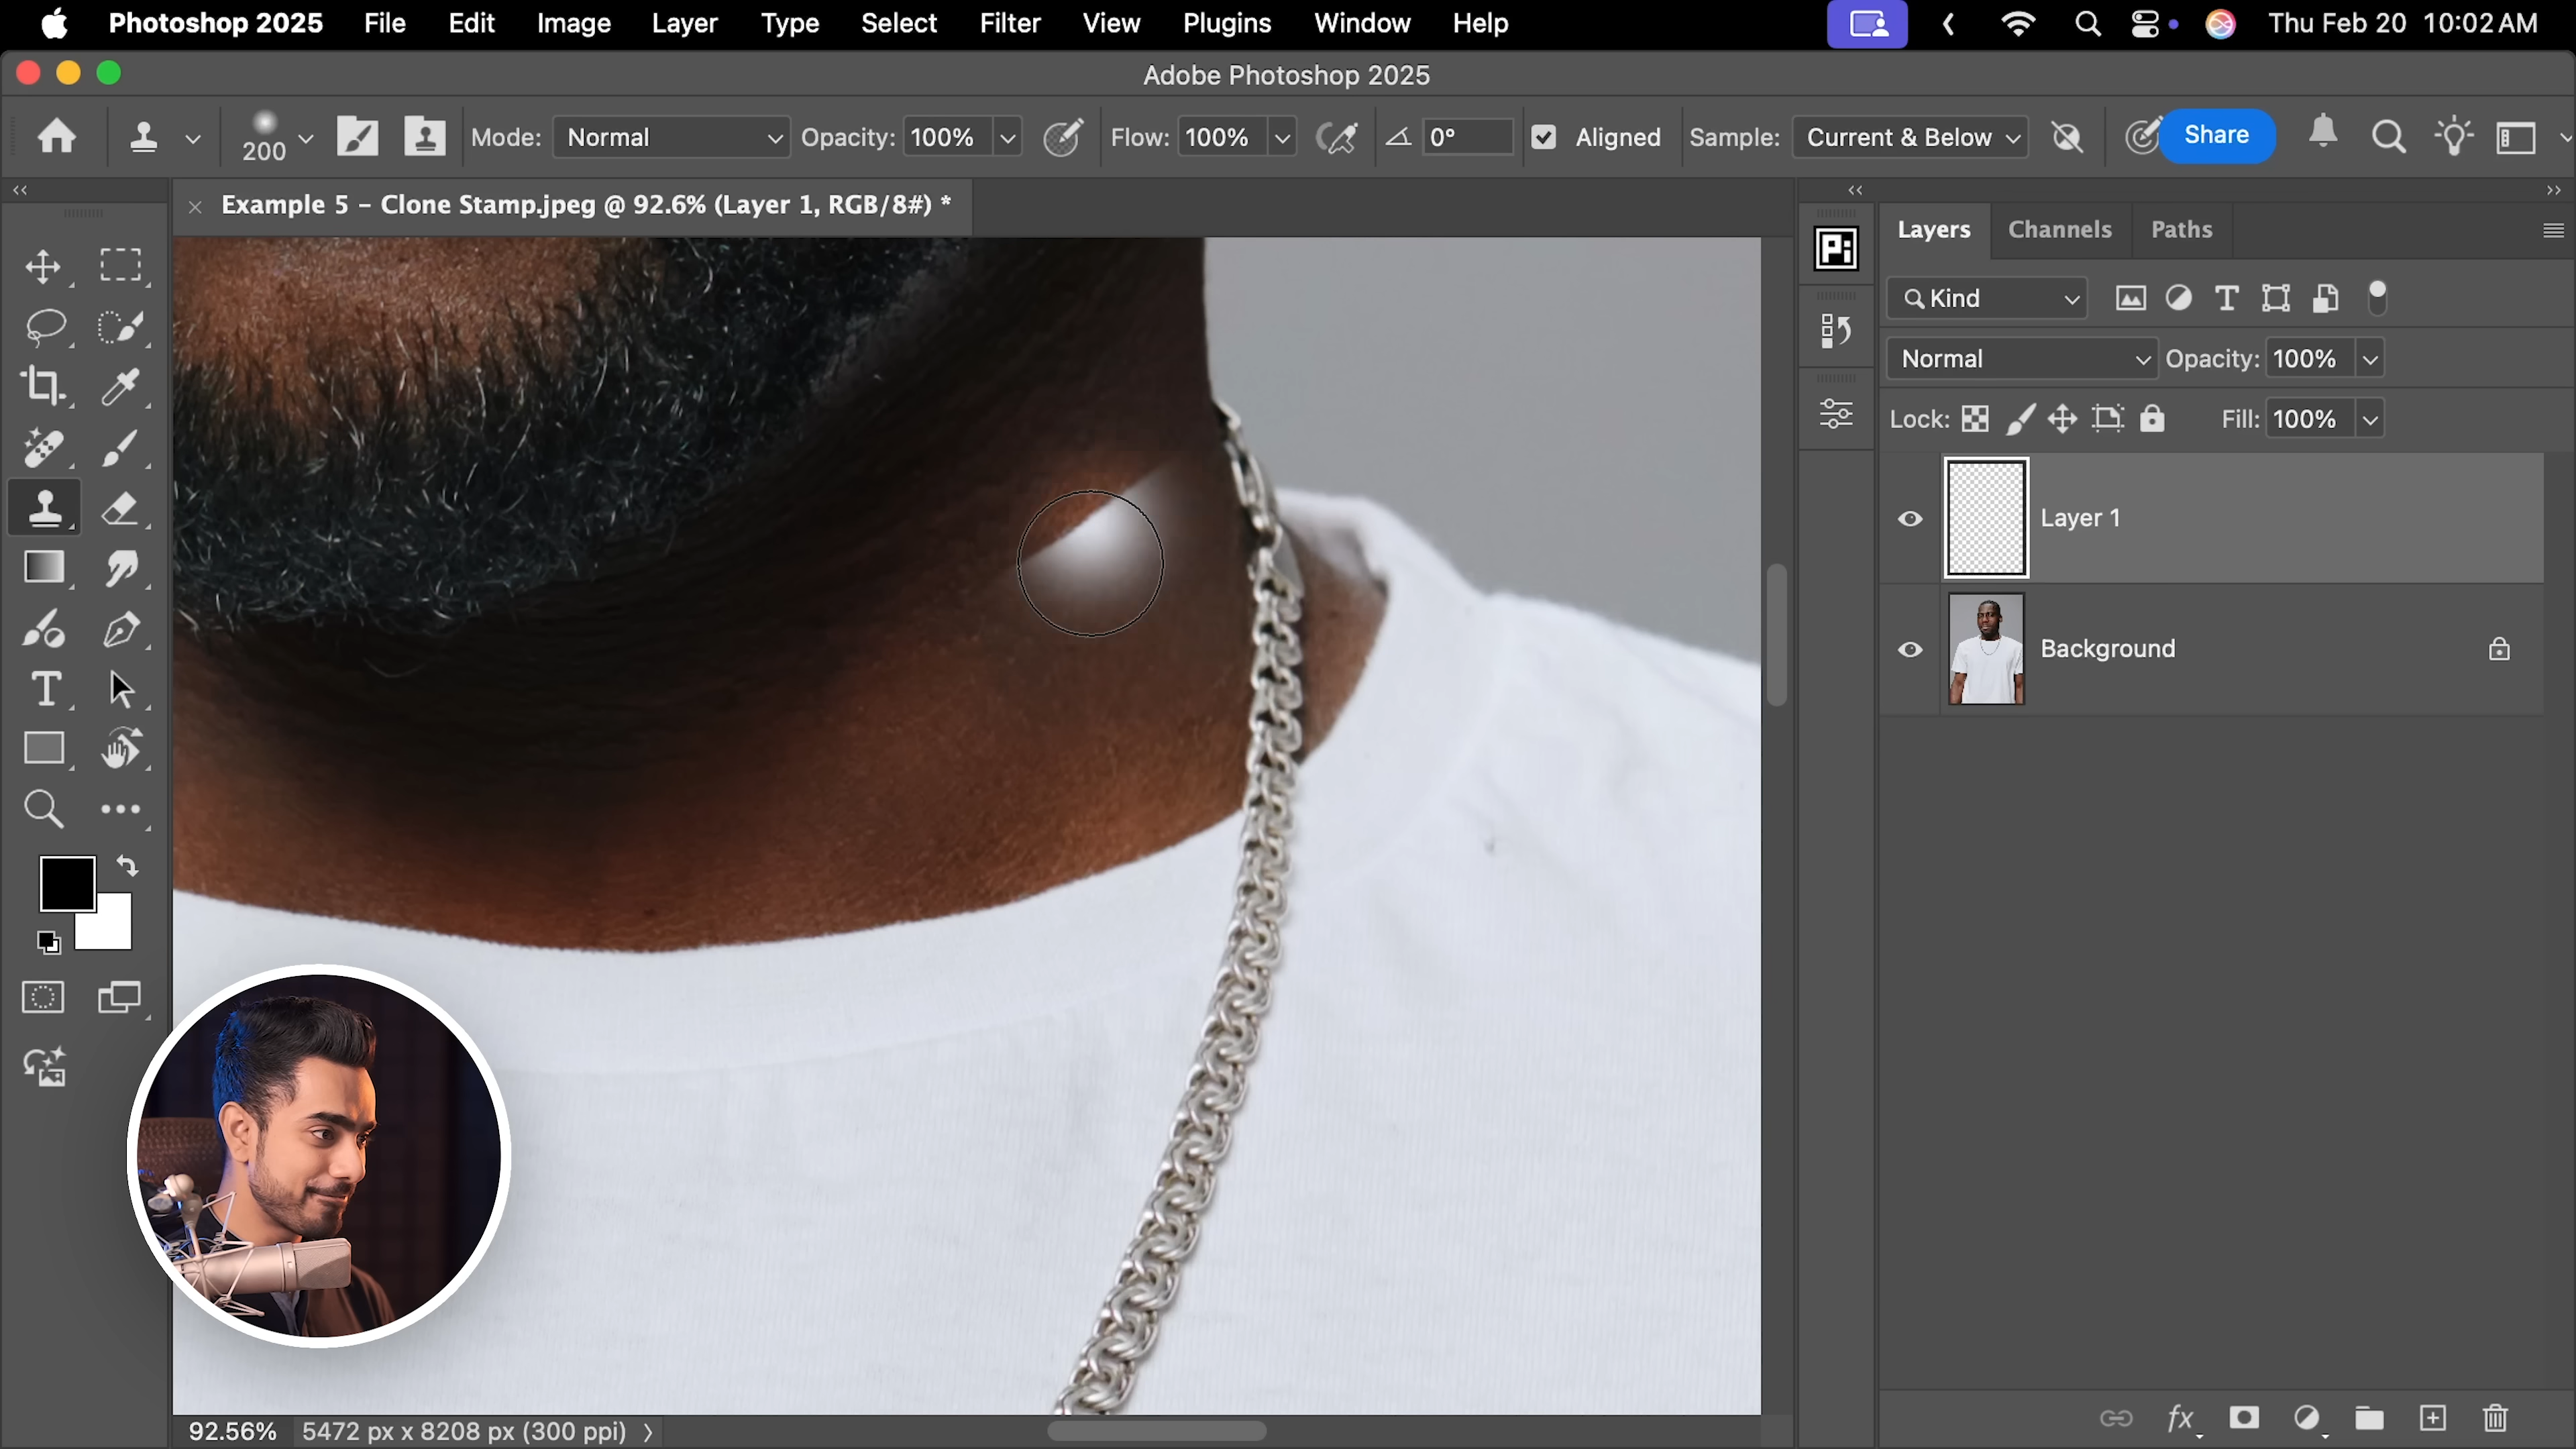 Photoshop 2025 File Edit Image Layer Type Select Filter View Plugins Window Help Thu Feb 20 10:02 AM
Adobe Photoshop 2025
200 Mode: Normal Opacity: 100% Flow: 100% 0° Aligned Sample: Current & Below Share
Example 5 – Clone Stamp.jpeg @ 92.6% (Layer 1, RGB/8#) *
Layers Channels Paths
Kind
Normal Opacity: 100%
Lock: Fill: 100%
Layer 1
Background
92.56% 5472 px x 8208 px (300 ppi)
Pi
fx